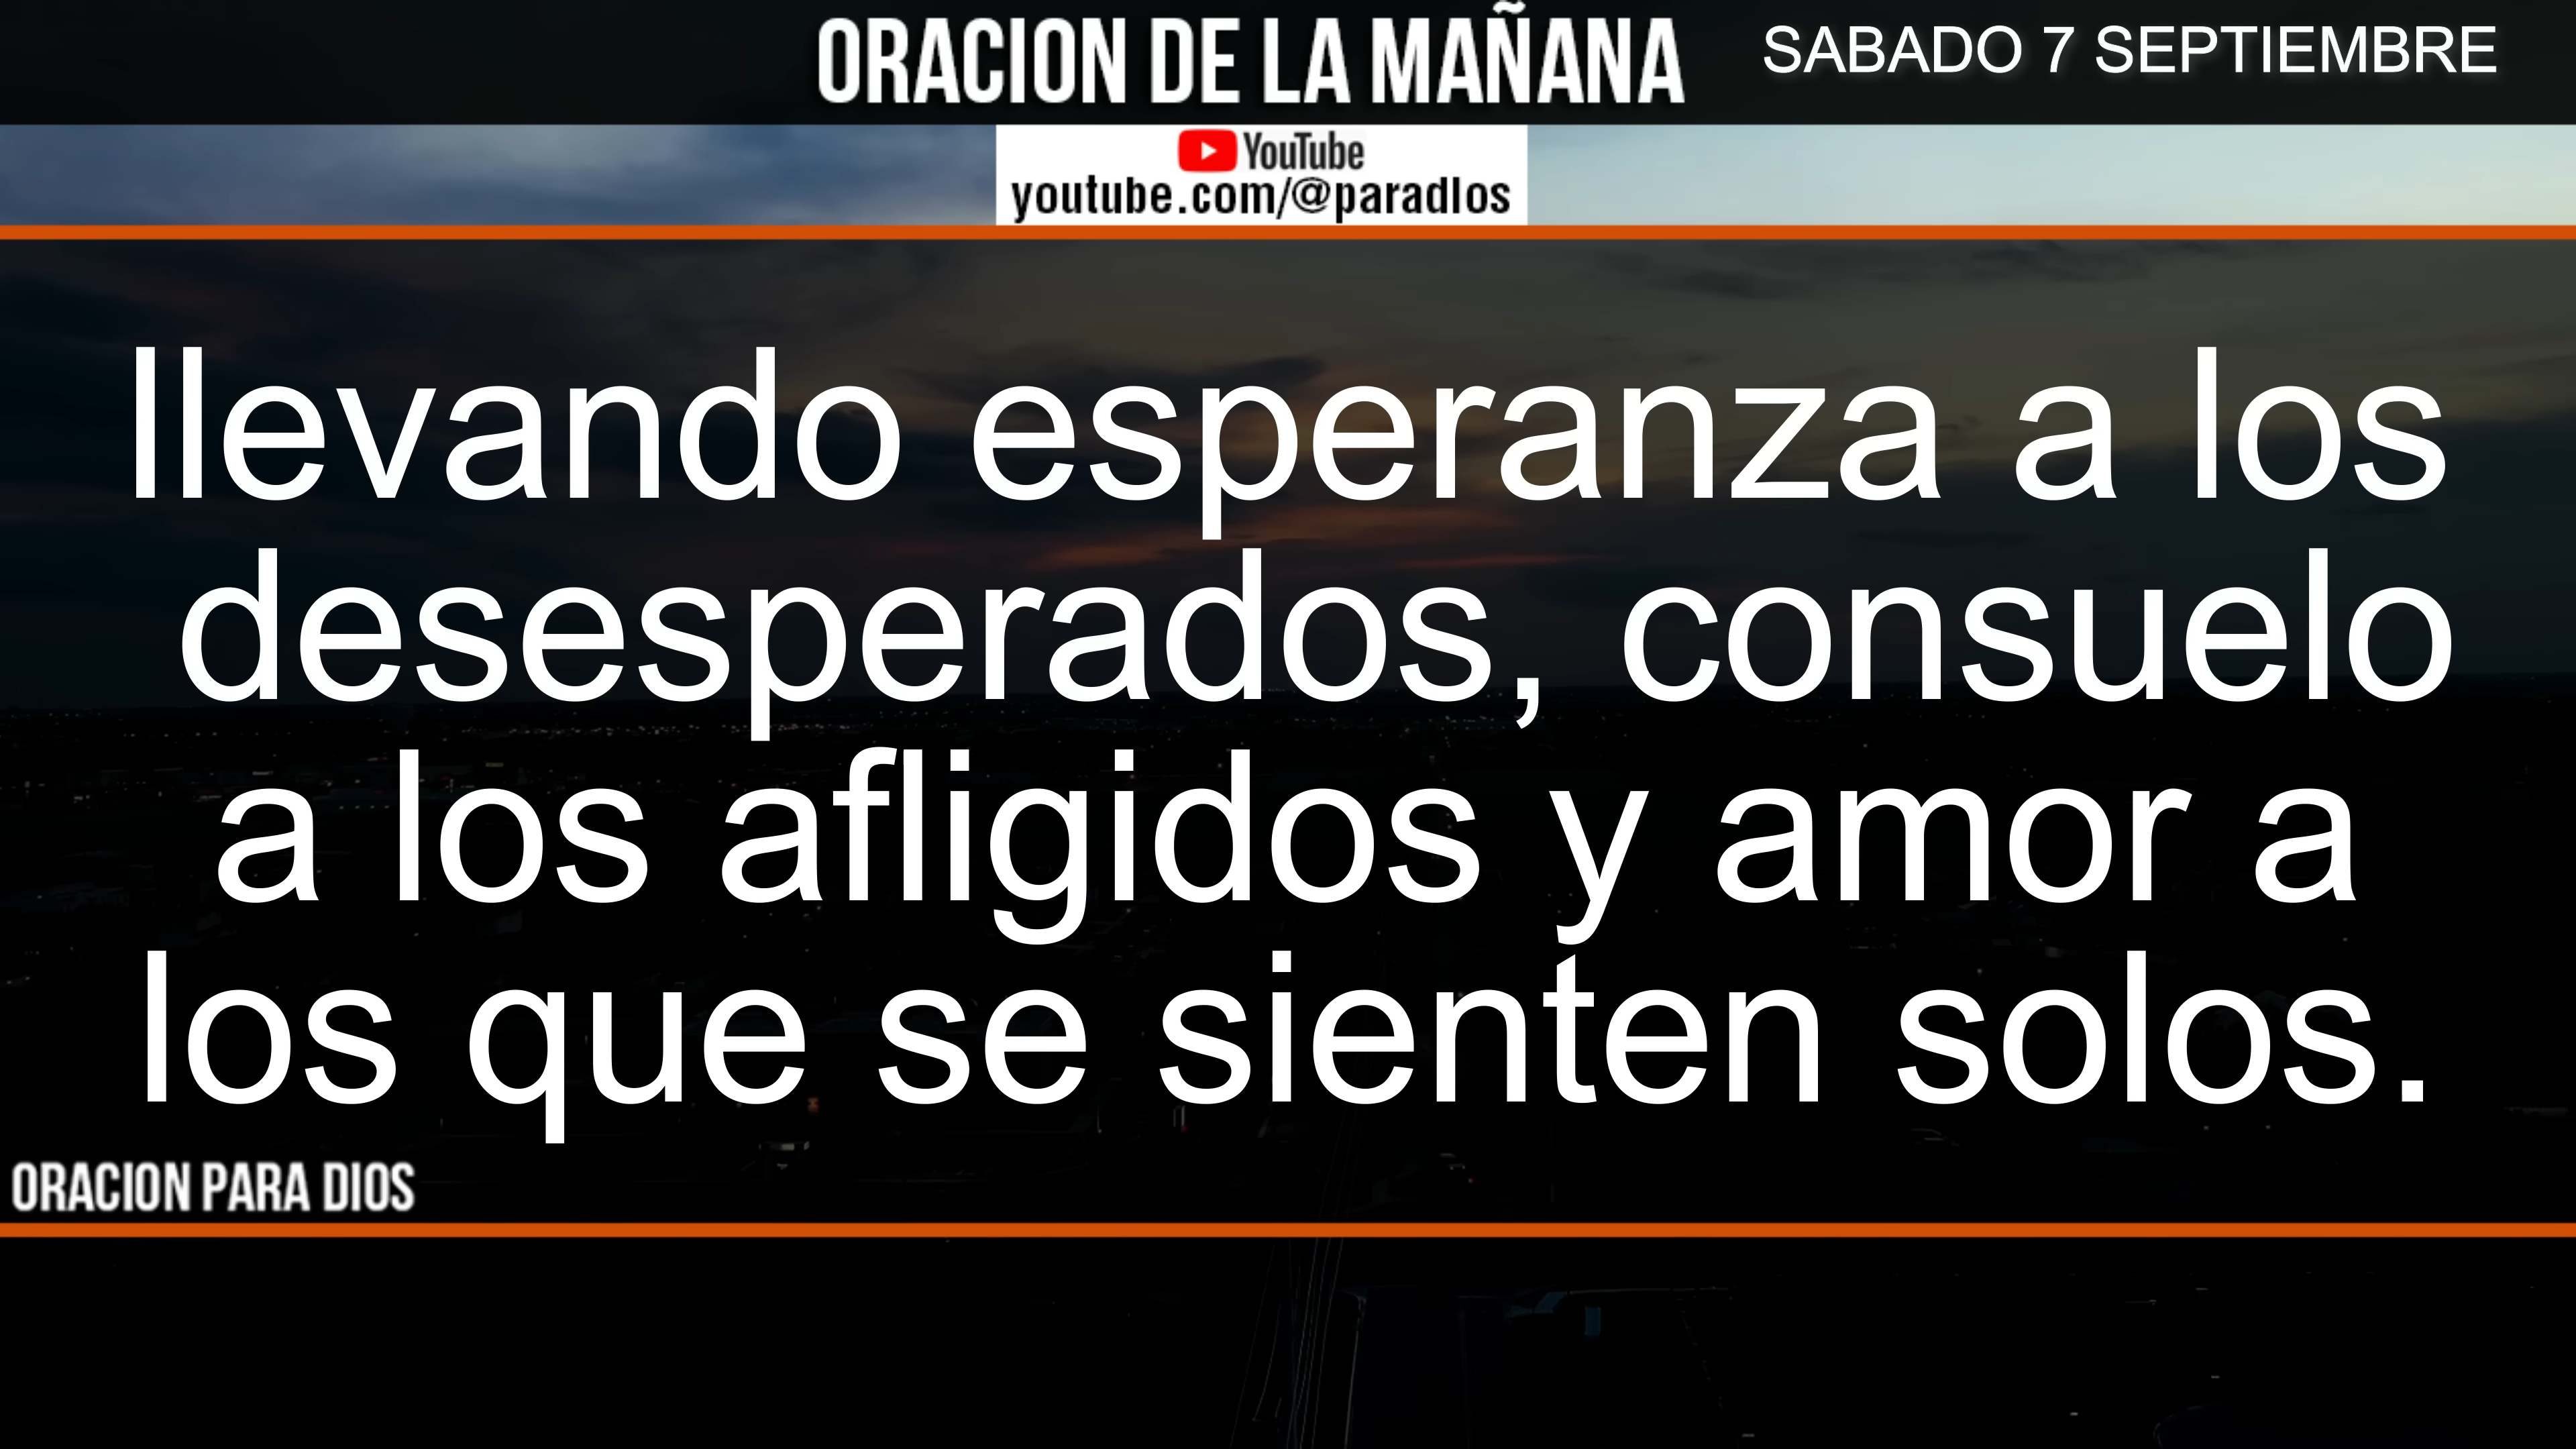 ORACION DE LA MAÑANA
SABADO 7 SEPTIEMBRE
YouTube
youtube.com/@paradIos
llevando esperanza a los
desesperados, consuelo
a los afligidos y amor a
los que se sienten solos.
ORACION PARA DIOS